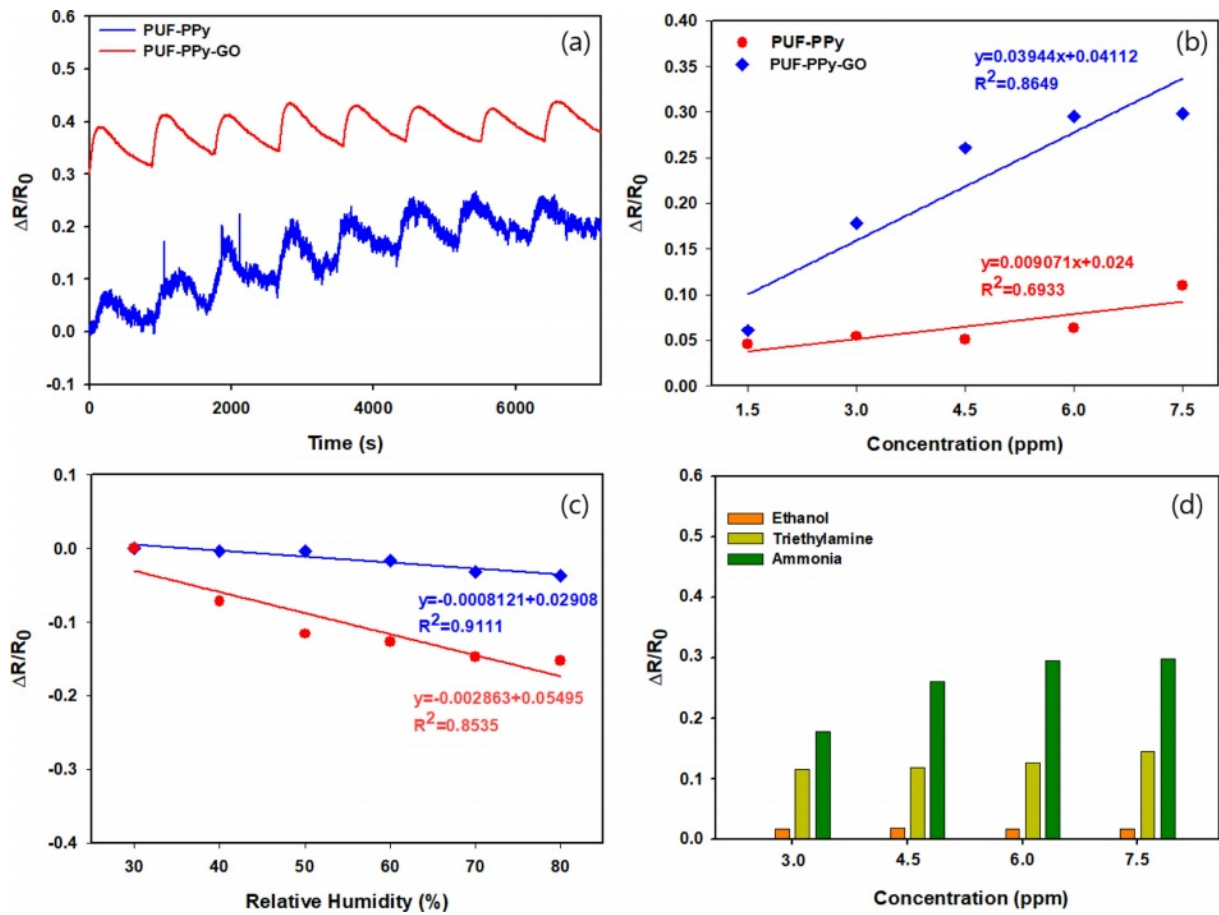 PUF-PPy
PUF-PPy-GO
(a)
0.6
0.5
0.4
0.3
0.2
0.1
0.0
-0.1
ΔR/R0
0
2000
4000
6000
Time (s)
PUF-PPy
PUF-PPy-GO
(b)
y=0.03944x+0.04112
R2=0.8649
y=0.009071x+0.024
R2=0.6933
0.40
0.35
0.30
0.25
0.20
0.15
0.10
0.05
0.00
ΔR/R0
1.5
3.0
4.5
6.0
7.5
Concentration (ppm)
(c)
y=-0.0008121+0.02908
R2=0.9111
y=-0.002863+0.05495
R2=0.8535
0.1
0.0
-0.1
-0.2
-0.3
-0.4
ΔR/R0
30
40
50
60
70
80
Relative Humidity (%)
Ethanol
Triethylamine
Ammonia
(d)
0.6
0.5
0.4
0.3
0.2
0.1
0.0
ΔR/R0
3.0
4.5
6.0
7.5
Concentration (ppm)